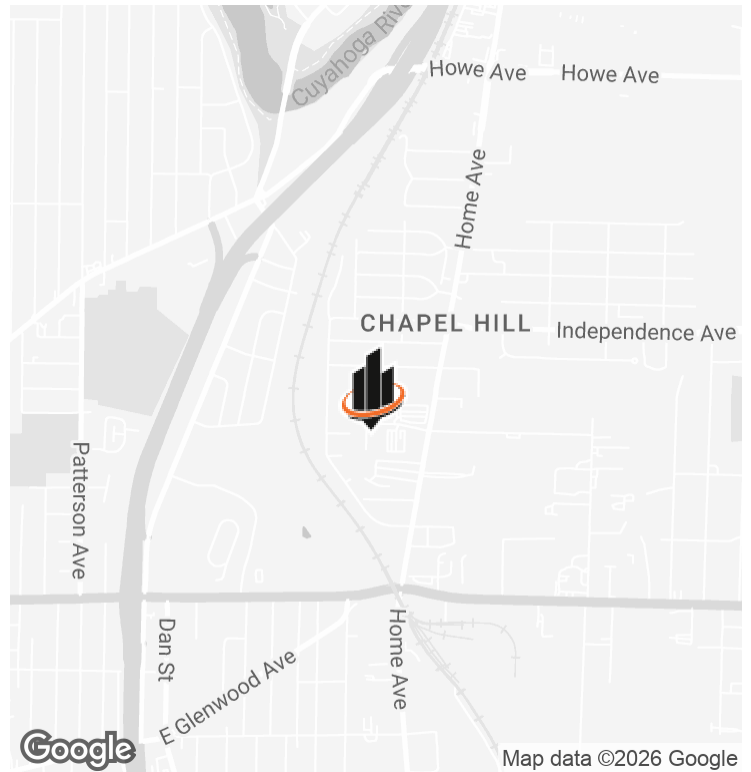 Cuyahoga River
Howe Ave
Howe Ave
Home Ave
CHAPEL HILL
Independence Ave
Patterson Ave
Dan St
Home Ave
E Glenwood Ave
Google
Map data ©2026 Google